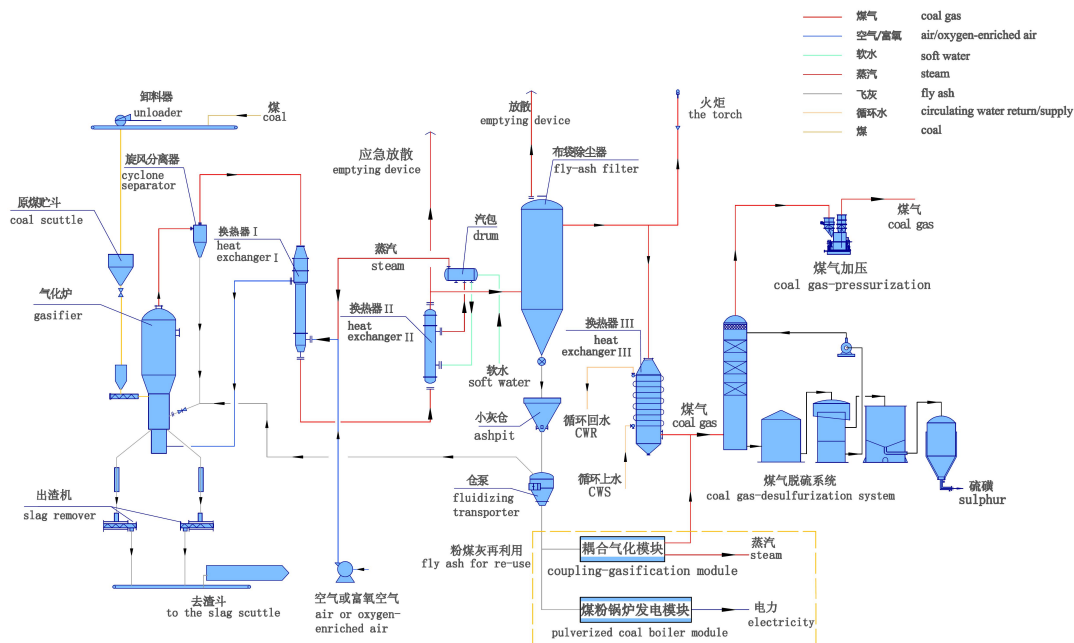 煤气 coal gas
空气/富氧 air/oxygen-enriched air
软水 soft water
蒸汽 steam
飞灰 fly ash
循环水 circulating water return/supply
煤 coal
卸料器
unloader
煤
coal
旋风分离器
cyclone
separator
原煤贮斗
coal scuttle
换热器 I
heat
exchanger I
气化炉
gasifier
应急放散
emptying device
放散
emptying device
布袋除尘器
fly-ash filter
火炬
the torch
汽包
drum
蒸汽
steam
换热器II
heat
exchanger II
软水
soft water
换热器III
heat
exchanger III
煤气
coal gas
煤气加压
coal gas-pressurization
小灰仓
ashpit
循环回水
CWR
煤气
coal gas
循环上水
CWS
仓泵
fluidizing
transporter
煤气脱硫系统
coal gas-desulfurization system
硫磺
sulphur
出渣机
slag remover
去渣斗
to the slag scuttle
空气或富氧空气
air or oxygen-
enriched air
粉煤灰再利用
fly ash for re-use
耦合气化模块
coupling-gasification module
蒸汽
steam
煤粉锅炉发电模块
pulverized coal boiler module
电力
electricity